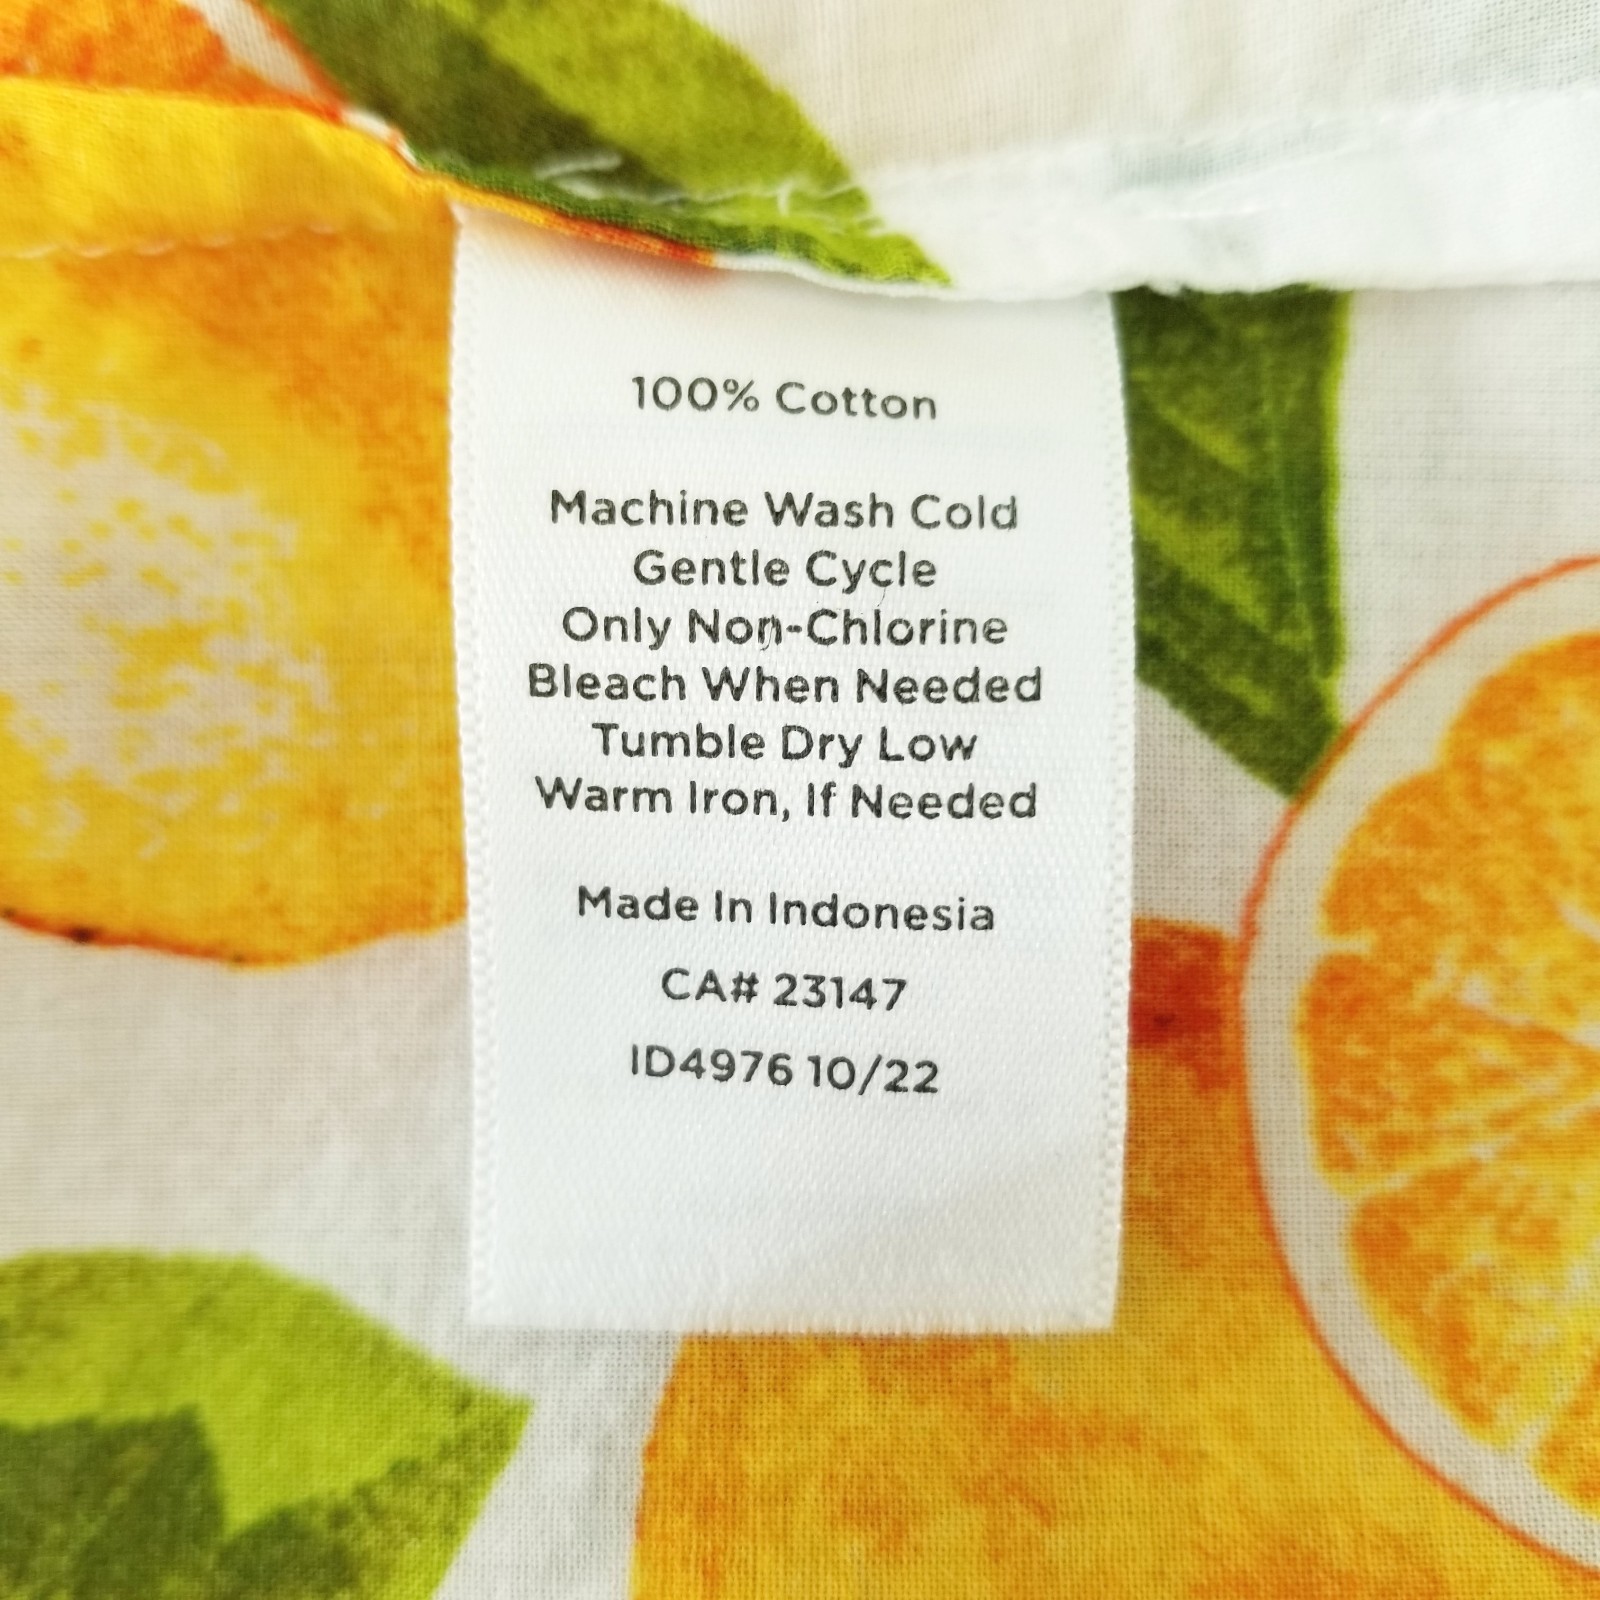 100% Cotton
Machine Wash Cold
Gentle Cycle
Only Non-Chlorine
Bleach When Needed
Tumble Dry Low
Warm Iron, If Needed
Made In Indonesia
CA# 23147
ID4976 10/22